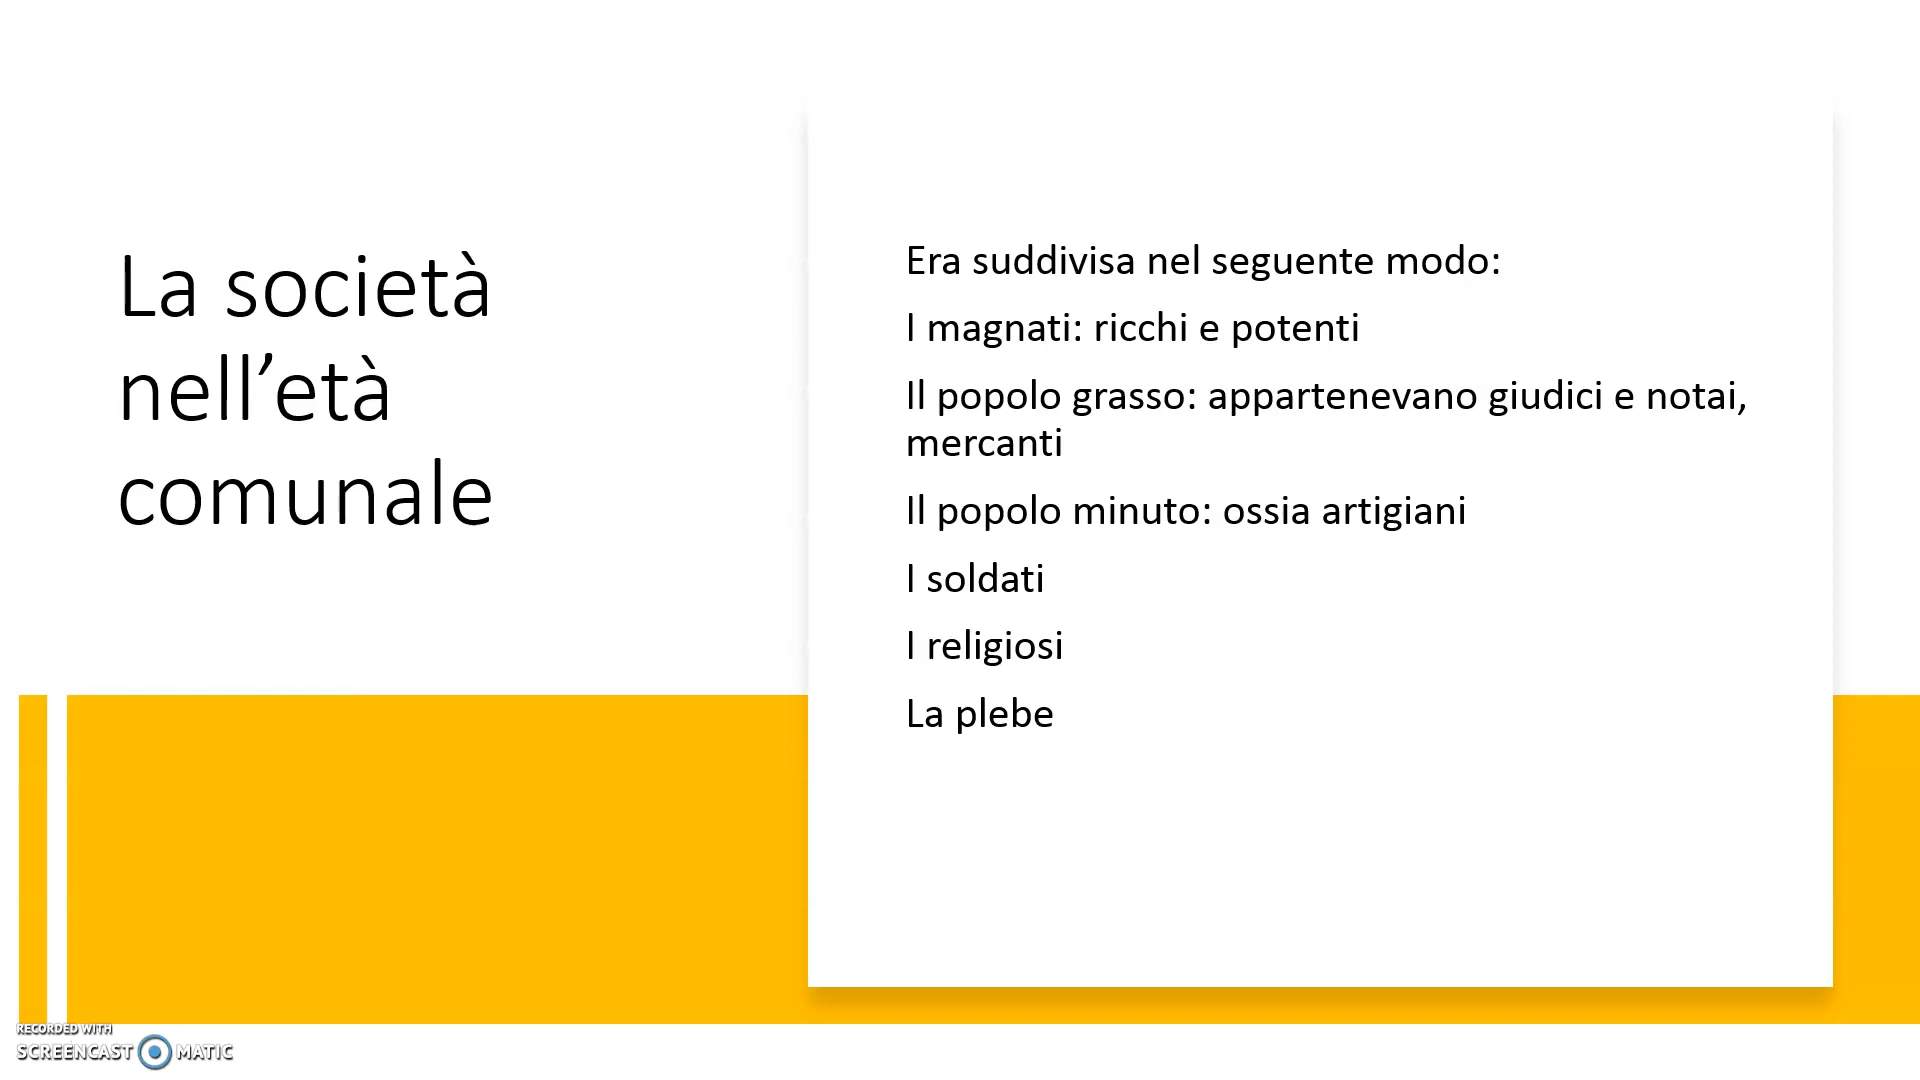 La società
nell’età
comunale
Era suddivisa nel seguente modo:
I magnati: ricchi e potenti
Il popolo grasso: appartenevano giudici e notai,
mercanti
Il popolo minuto: ossia artigiani
I soldati
I religiosi
La plebe
RECORDED WITH
SCREENCAST MATIC